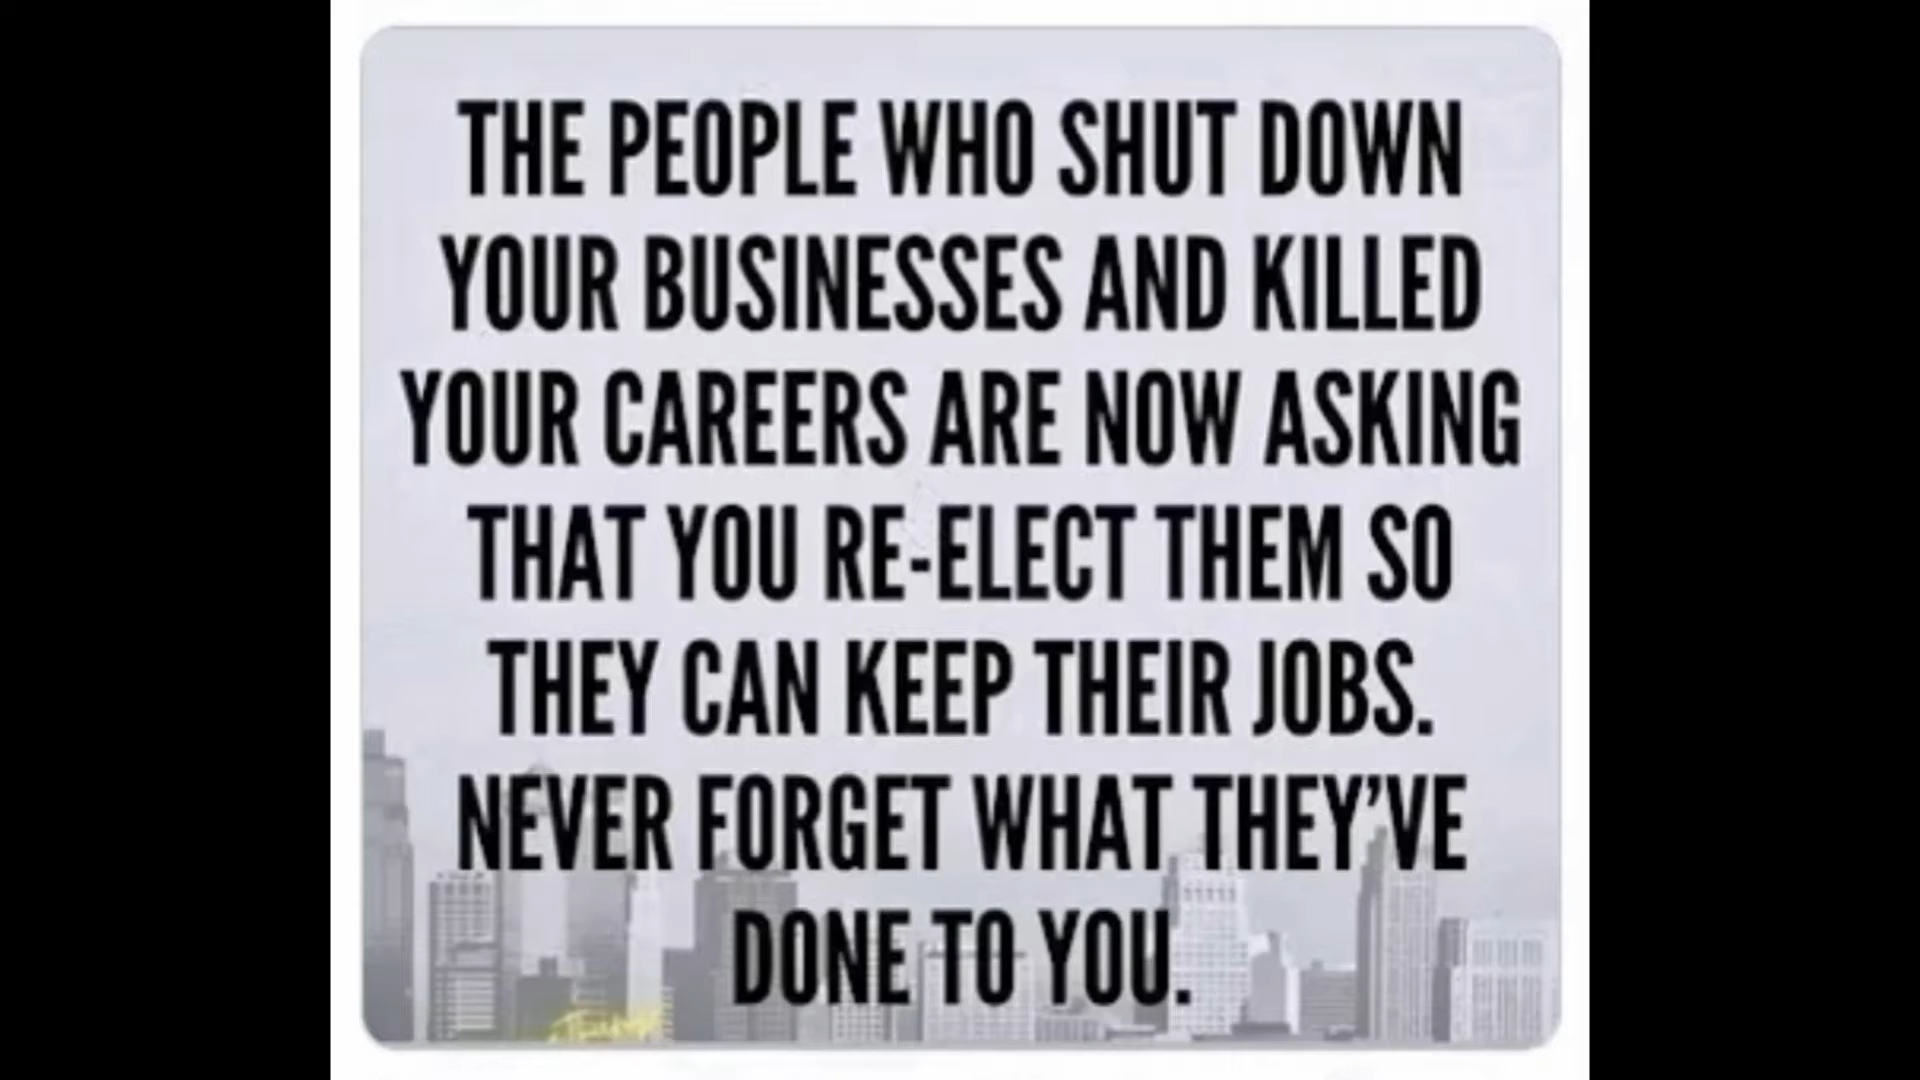 THE PEOPLE WHO SHUT DOWN
YOUR BUSINESSES AND KILLED
YOUR CAREERS ARE NOW ASKING
THAT YOU RE-ELECT THEM SO
THEY CAN KEEP THEIR JOBS.
NEVER FORGET WHAT THEY'VE
DONE TO YOU.